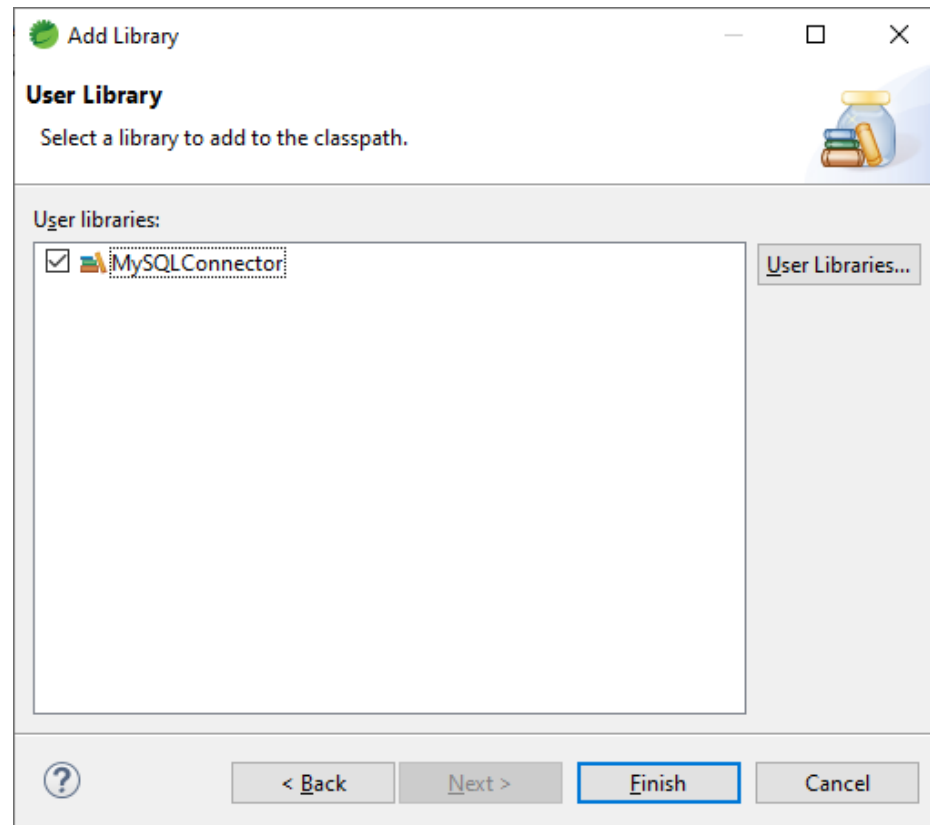 Add Library
User Library
Select a library to add to the classpath.
User libraries:
MySQLConnector
User Libraries...
?
< Back
Next >
Finish
Cancel